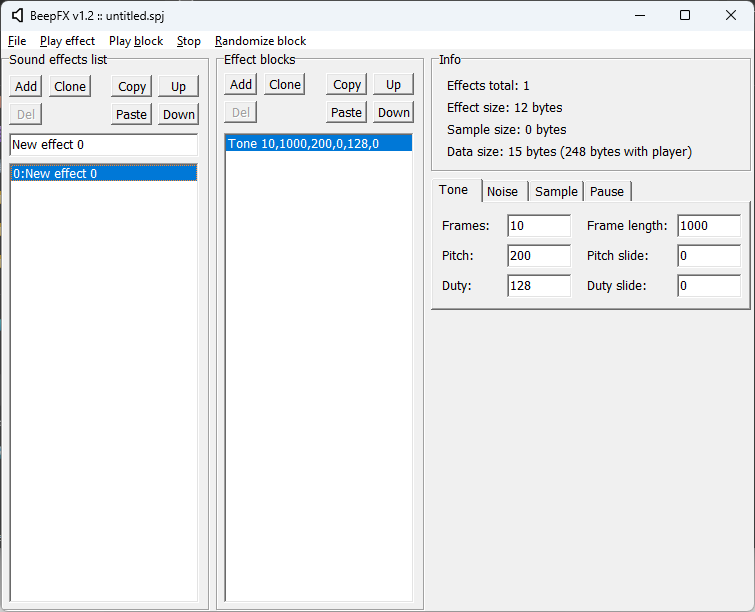 BeepFX v1.2 :: untitled.spj
File Play effect Play block Stop Randomize block
Sound effects list
Add Clone Copy Up
Del Paste Down
New effect 0
0:New effect 0
Effect blocks
Add Clone Copy Up
Del Paste Down
Tone 10,1000,200,0,128,0
Info
Effects total: 1
Effect size: 12 bytes
Sample size: 0 bytes
Data size: 15 bytes (248 bytes with player)
Tone Noise Sample Pause
Frames: 10 Frame length: 1000
Pitch: 200 Pitch slide: 0
Duty: 128 Duty slide: 0